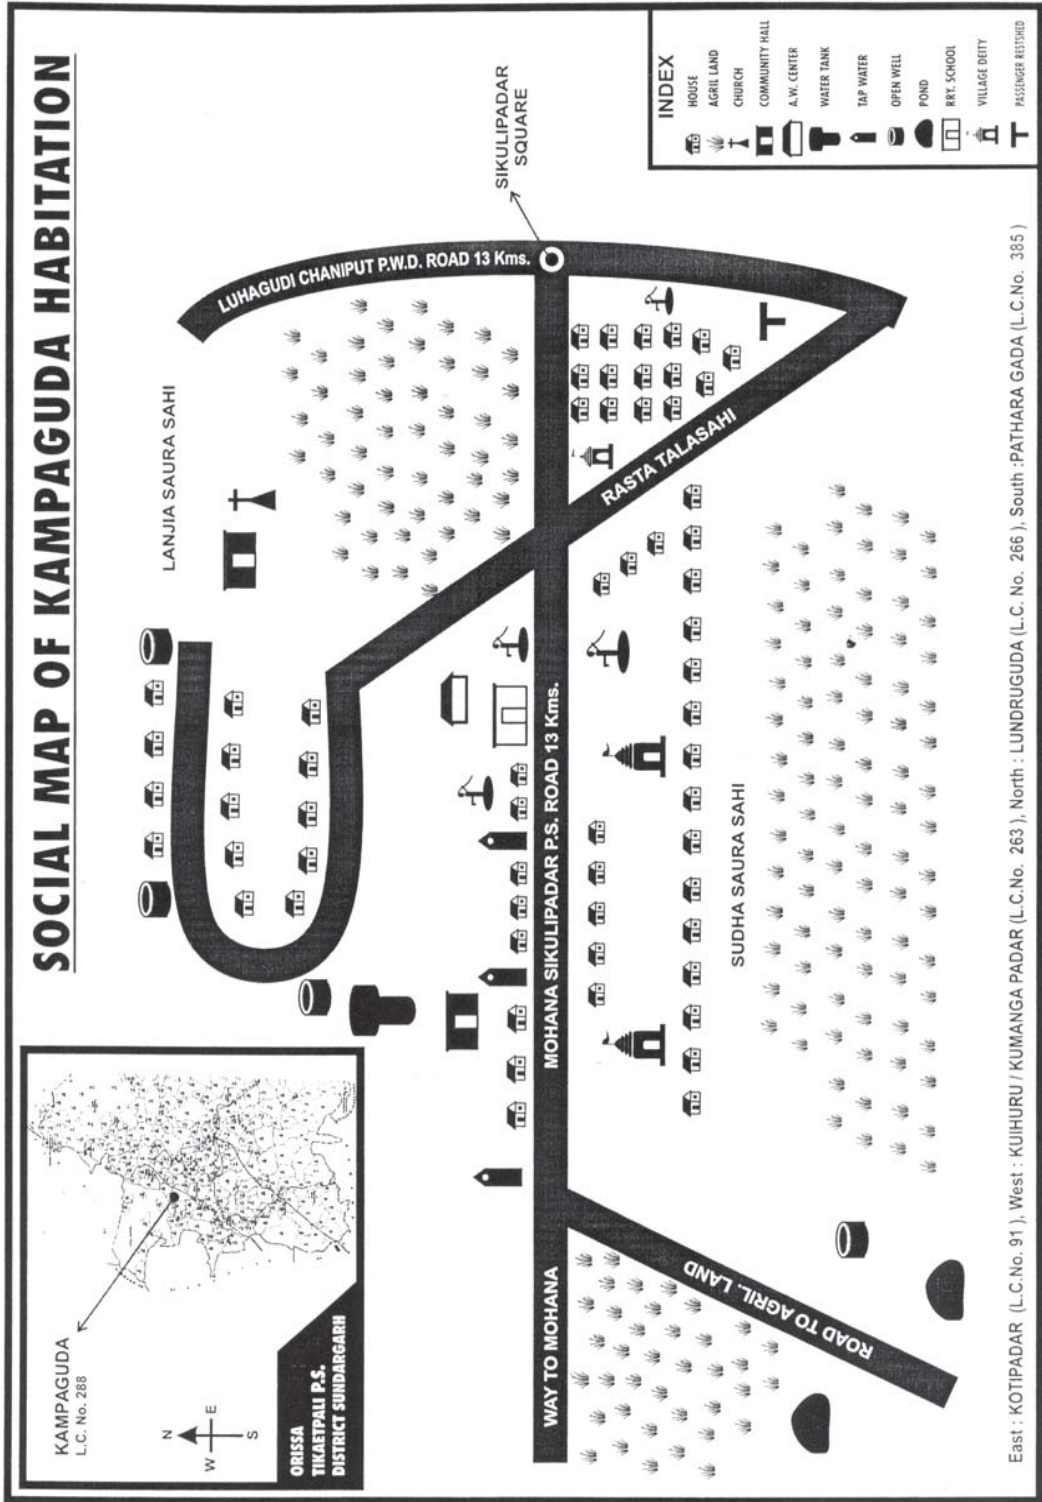 SOCIAL MAP OF KAMPAGUDA HABITATION
KAMPAGUDA
L.C. No. 288
N
W E
S
ORISSA
TIKAETPALI P.S.
DISTRICT SUNDARGARH
LANJIA SAURA SAHI
LUHAGUDI CHANIPUT P.W.D. ROAD 13 Kms.
SIKULIPADAR
SQUARE
WAY TO MOHANA
MOHANA SIKULIPADAR P.S. ROAD 13 Kms.
RASTA TALASAHI
SUDHA SAURA SAHI
ROAD TO AGRIL. LAND
INDEX
HOUSE
AGRIL LAND
CHURCH
COMMUNITY HALL
A.W. CENTER
WATER TANK
TAP WATER
OPEN WELL
POND
RRY. SCHOOL
VILLAGE DEITY
PASSENGER RESTSHED
East : KOTIPADAR (L.C.No. 91 ), West : KUIHURU / KUMANGA PADAR (L.C.No. 263 ), North : LUNDRUGUDA (L.C. No. 266 ), South :PATHARA GADA (L.C.No. 385 )